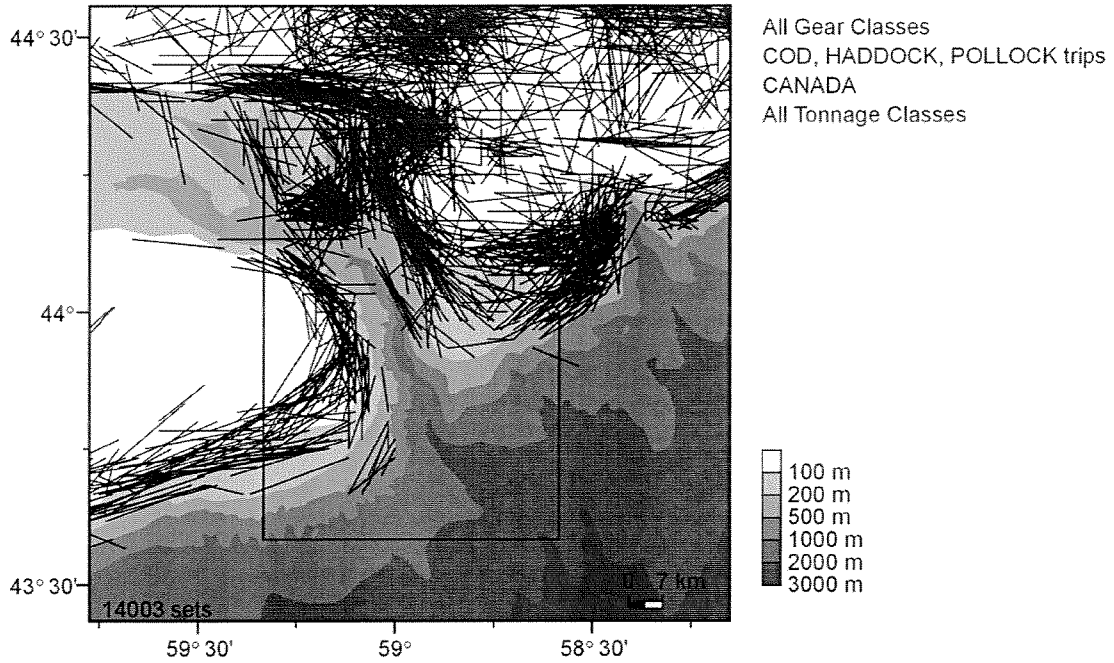 All Gear Classes
COD, HADDOCK, POLLOCK trips
CANADA
All Tonnage Classes
44° 30'
44°
43° 30'
100 m
200 m
500 m
1000 m
2000 m
3000 m
0 7 km
14003 sets
59° 30'
59°
58° 30'